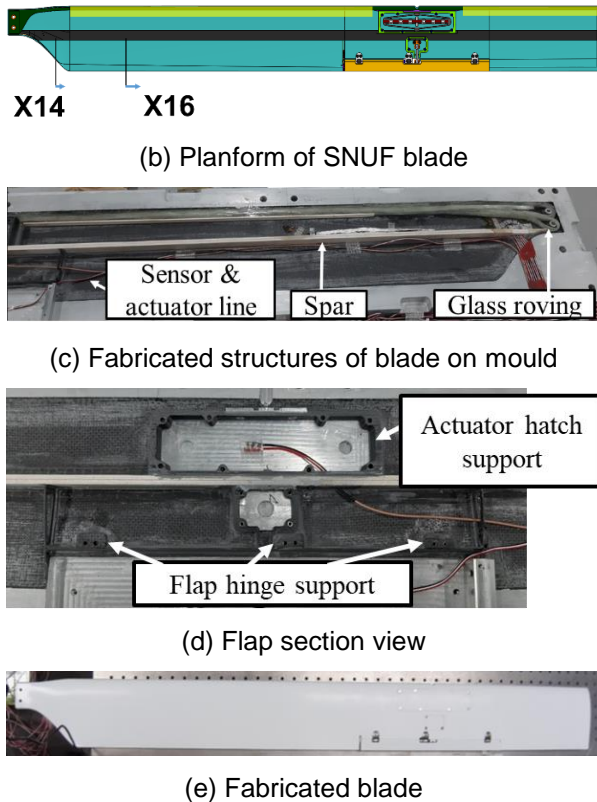 X14 X16
(b) Planform of SNUF blade
Sensor &
actuator line
Spar
Glass roving
(c) Fabricated structures of blade on mould
Actuator hatch
support
Flap hinge support
(d) Flap section view
(e) Fabricated blade